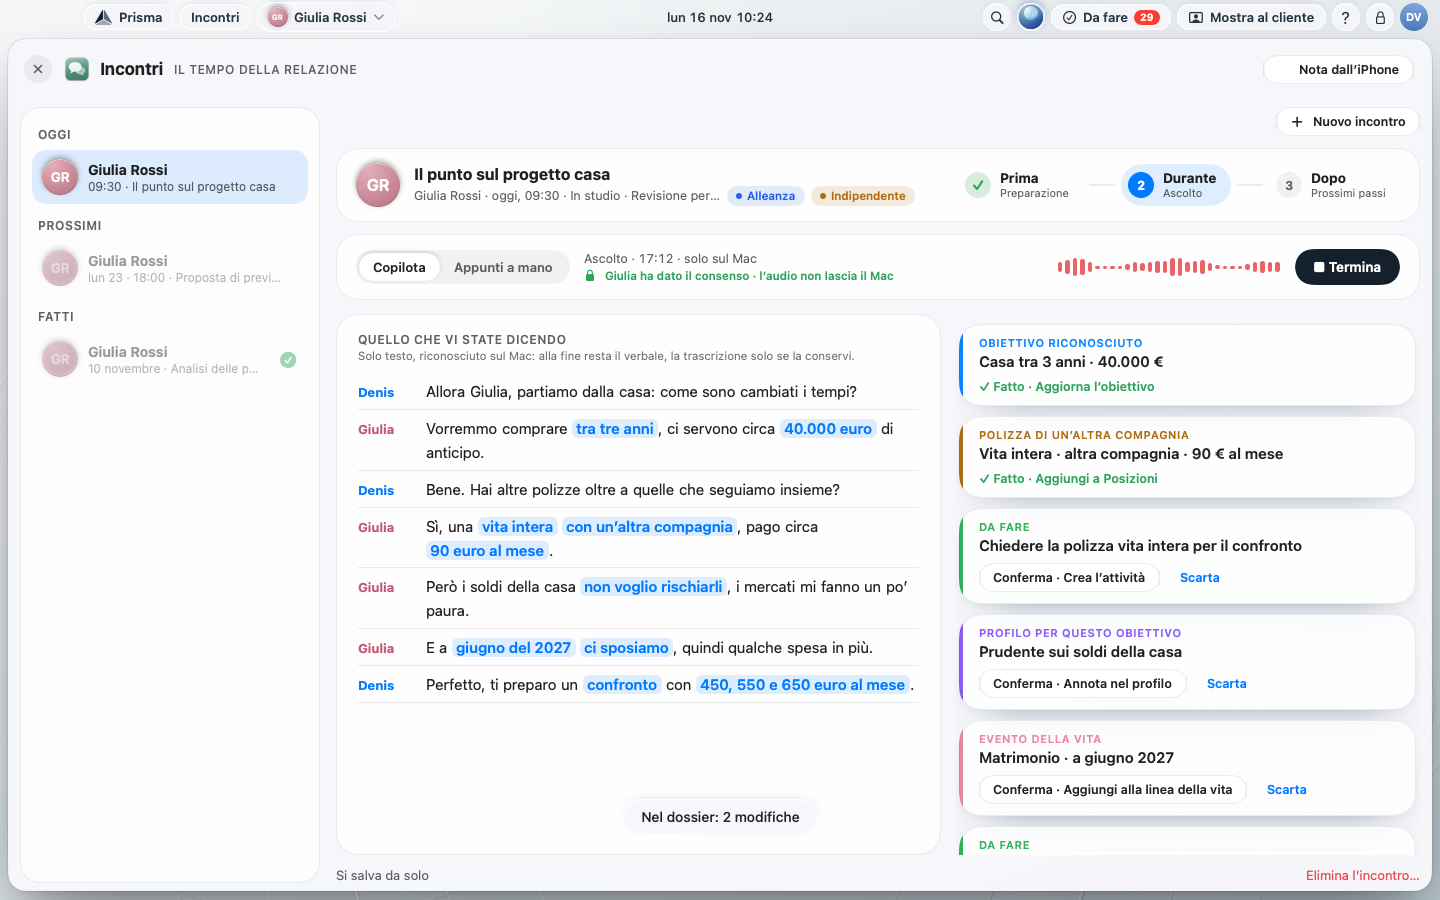 Prisma
Incontri
GR Giulia Rossi
lun 16 nov 10:24
Da fare 29
Mostra al cliente
?
DV
Incontri IL TEMPO DELLA RELAZIONE
Nota dall’iPhone
OGGI
GR
Giulia Rossi
09:30 · Il punto sul progetto casa
PROSSIMI
GR
Giulia Rossi
lun 23 · 18:00 · Proposta di previ...
FATTI
GR
Giulia Rossi
10 novembre · Analisi delle p...
+ Nuovo incontro
GR
Il punto sul progetto casa
Giulia Rossi · oggi, 09:30 · In studio · Revisione per... Alleanza Indipendente
Prima
Preparazione
2
Durante
Ascolto
3
Dopo
Prossimi passi
Copilota
Appunti a mano
Ascolto · 17:12 · solo sul Mac
Giulia ha dato il consenso · l’audio non lascia il Mac
Termina
QUELLO CHE VI STATE DICENDO
Solo testo, riconosciuto sul Mac: alla fine resta il verbale, la trascrizione solo se la conservi.
Denis Allora Giulia, partiamo dalla casa: come sono cambiati i tempi?
Giulia Vorremmo comprare tra tre anni, ci servono circa 40.000 euro di
anticipo.
Denis Bene. Hai altre polizze oltre a quelle che seguiamo insieme?
Giulia Sì, una vita intera con un’altra compagnia, pago circa
90 euro al mese.
Giulia Però i soldi della casa non voglio rischiarli, i mercati mi fanno un po’
paura.
Giulia E a giugno del 2027 ci sposiamo, quindi qualche spesa in più.
Denis Perfetto, ti preparo un confronto con 450, 550 e 650 euro al mese.
Nel dossier: 2 modifiche
OBIETTIVO RICONOSCIUTO
Casa tra 3 anni · 40.000 €
✓ Fatto · Aggiorna l’obiettivo
POLIZZA DI UN’ALTRA COMPAGNIA
Vita intera · altra compagnia · 90 € al mese
✓ Fatto · Aggiungi a Posizioni
DA FARE
Chiedere la polizza vita intera per il confronto
Conferma · Crea l’attività Scarta
PROFILO PER QUESTO OBIETTIVO
Prudente sui soldi della casa
Conferma · Annota nel profilo Scarta
EVENTO DELLA VITA
Matrimonio · a giugno 2027
Conferma · Aggiungi alla linea della vita Scarta
DA FARE
Si salva da solo
Elimina l'incontro...